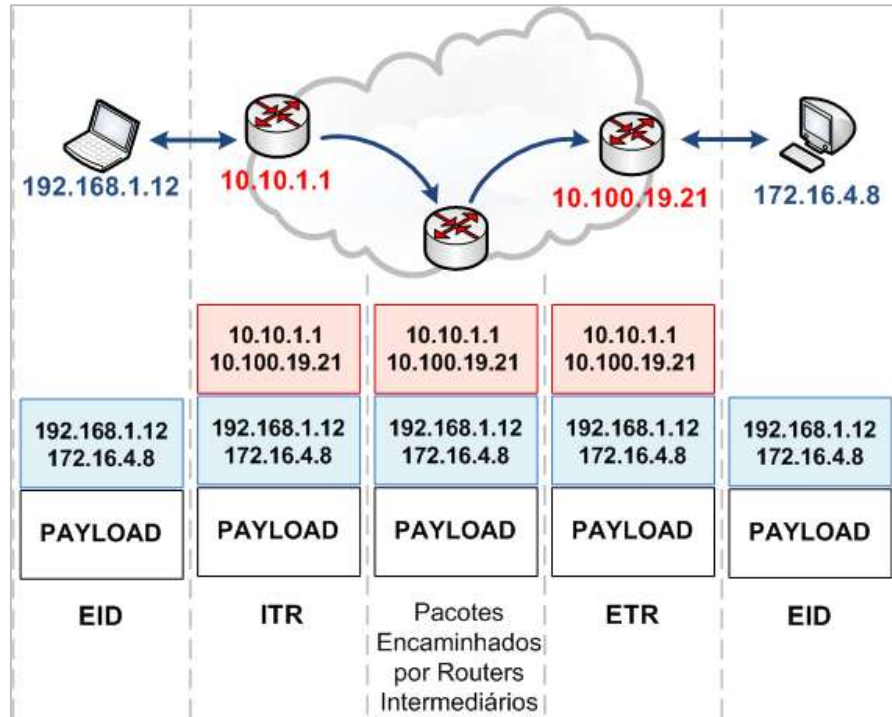 192.168.1.12
10.10.1.1
10.100.19.21
172.16.4.8
10.10.1.1
10.100.19.21
10.10.1.1
10.100.19.21
10.10.1.1
10.100.19.21
192.168.1.12
172.16.4.8
192.168.1.12
172.16.4.8
192.168.1.12
172.16.4.8
192.168.1.12
172.16.4.8
192.168.1.12
172.16.4.8
PAYLOAD
PAYLOAD
PAYLOAD
PAYLOAD
PAYLOAD
EID
ITR
Pacotes
Encaminhados
por Routers
Intermediários
ETR
EID